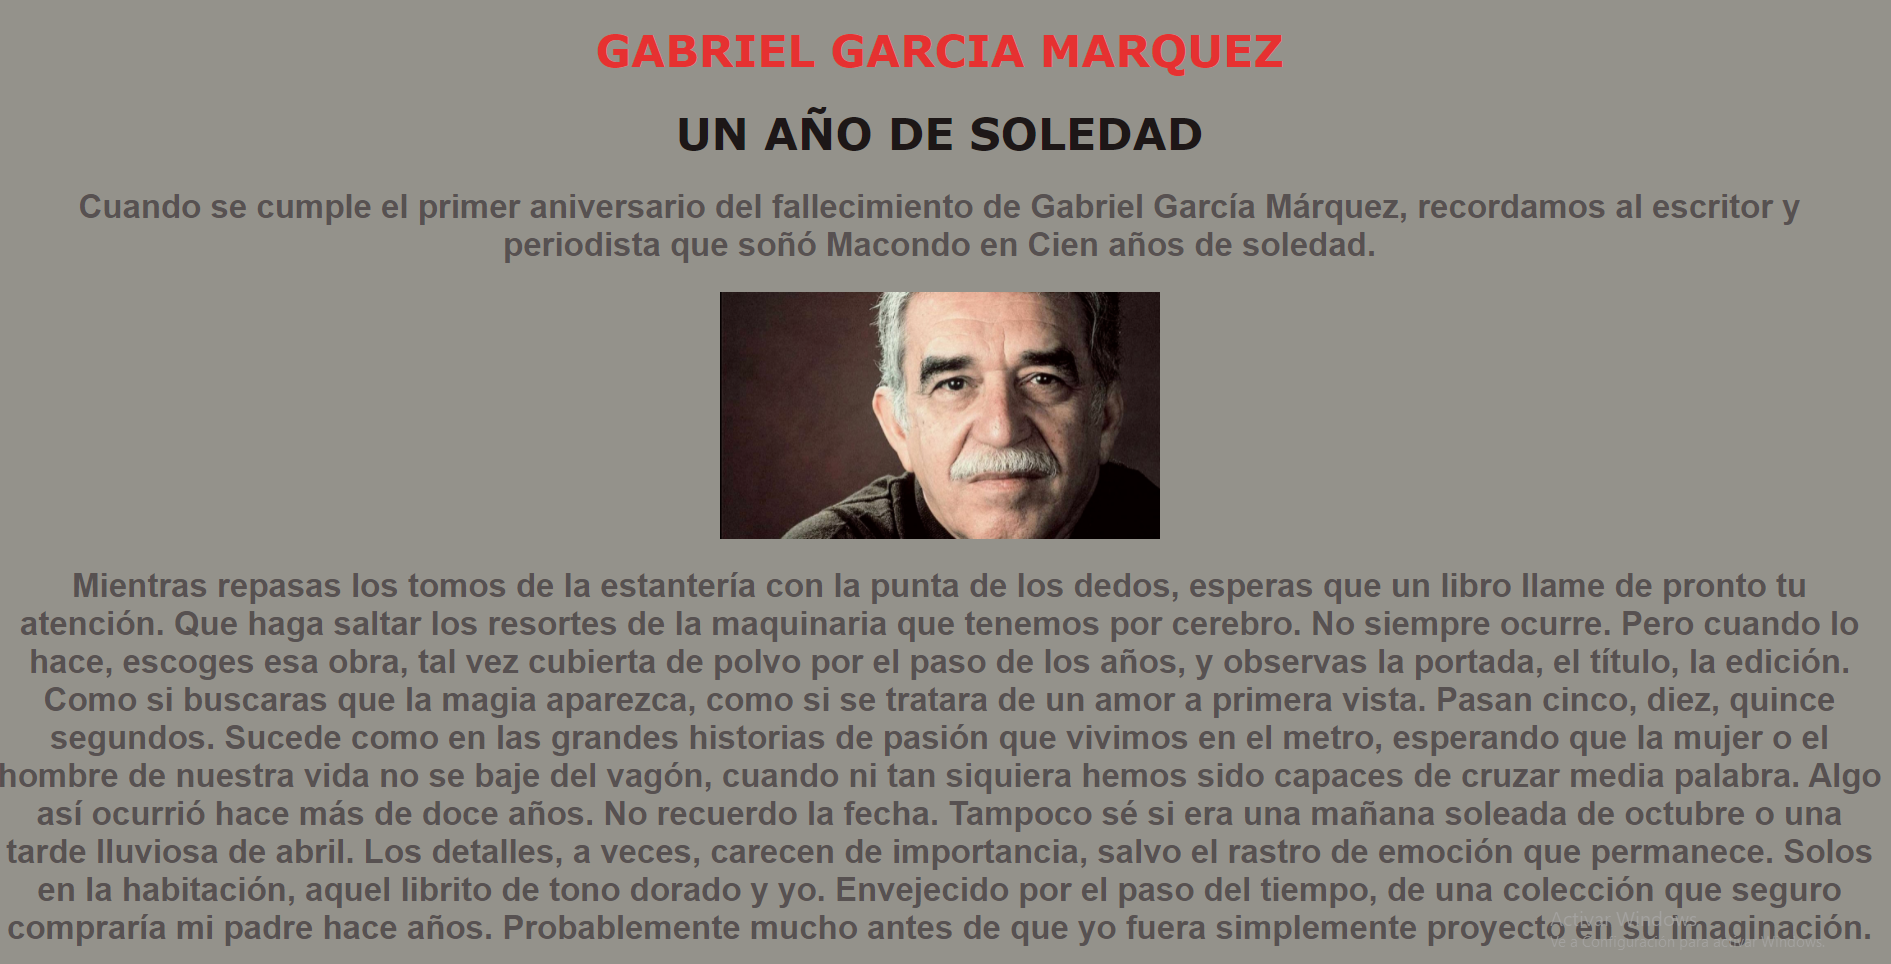 GABRIEL GARCIA MARQUEZ
UN AÑO DE SOLEDAD
Cuando se cumple el primer aniversario del fallecimiento de Gabriel García Márquez, recordamos al escritor y
periodista que soñó Macondo en Cien años de soledad.
Mientras repasas los tomos de la estantería con la punta de los dedos, esperas que un libro llame de pronto tu
atención. Que haga saltar los resortes de la maquinaria que tenemos por cerebro. No siempre ocurre. Pero cuando lo
hace, escoges esa obra, tal vez cubierta de polvo por el paso de los años, y observas la portada, el título, la edición.
Como si buscaras que la magia aparezca, como si se tratara de un amor a primera vista. Pasan cinco, diez, quince
segundos. Sucede como en las grandes historias de pasión que vivimos en el metro, esperando que la mujer o el
hombre de nuestra vida no se baje del vagón, cuando ni tan siquiera hemos sido capaces de cruzar media palabra. Algo
así ocurrió hace más de doce años. No recuerdo la fecha. Tampoco sé si era una mañana soleada de octubre o una
tarde lluviosa de abril. Los detalles, a veces, carecen de importancia, salvo el rastro de emoción que permanece. Solos
en la habitación, aquel librito de tono dorado y yo. Envejecido por el paso del tiempo, de una colección que seguro
compraría mi padre hace años. Probablemente mucho antes de que yo fuera simplemente proyecto en su imaginación.
Activar Windows
Ve a Configuración para activar Windows.